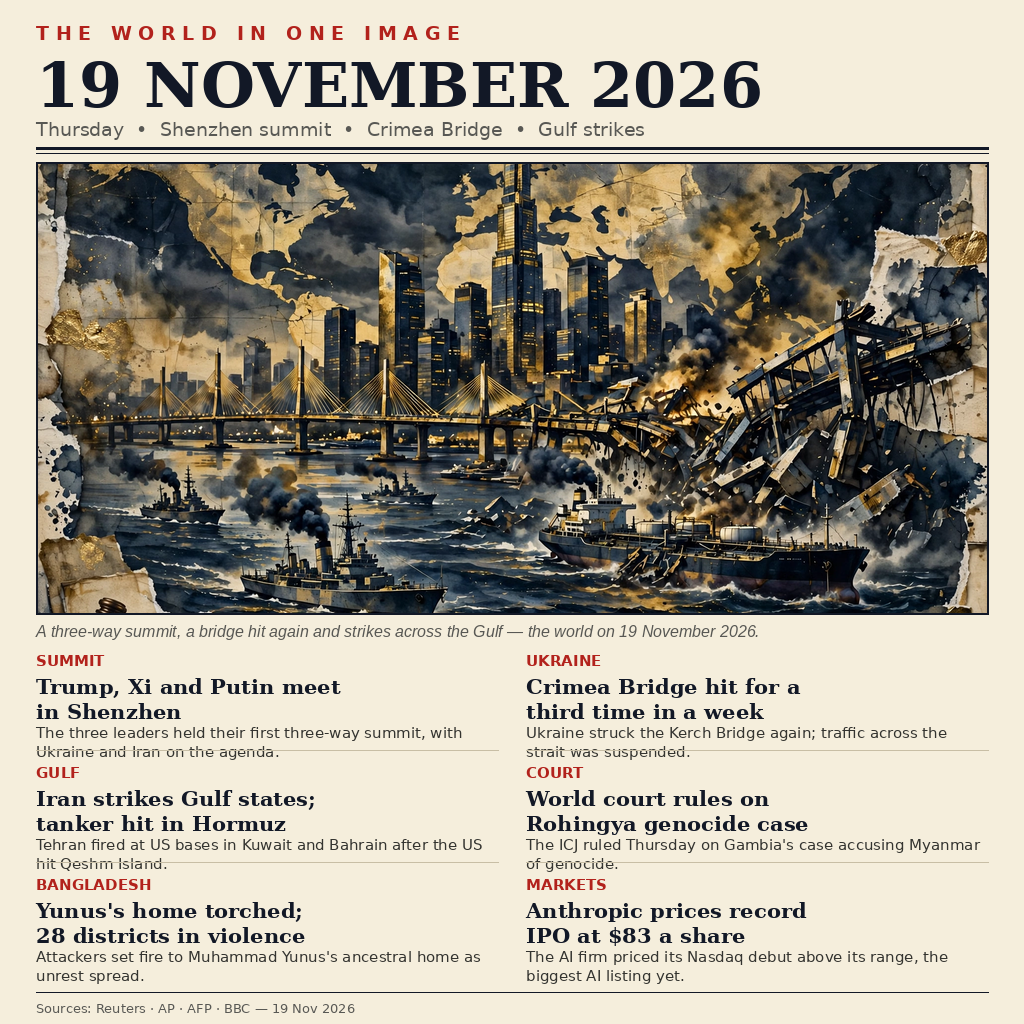 THE WORLD IN ONE IMAGE
19 NOVEMBER 2026
Thursday • Shenzhen summit • Crimea Bridge • Gulf strikes
A three-way summit, a bridge hit again and strikes across the Gulf — the world on 19 November 2026.
SUMMIT
Trump, Xi and Putin meet
in Shenzhen
The three leaders held their first three-way summit, with
Ukraine and Iran on the agenda.
UKRAINE
Crimea Bridge hit for a
third time in a week
Ukraine struck the Kerch Bridge again; traffic across the
strait was suspended.
GULF
Iran strikes Gulf states;
tanker hit in Hormuz
Tehran fired at US bases in Kuwait and Bahrain after the US
hit Qeshm Island.
COURT
World court rules on
Rohingya genocide case
The ICJ ruled Thursday on Gambia's case accusing Myanmar
of genocide.
BANGLADESH
Yunus's home torched;
28 districts in violence
Attackers set fire to Muhammad Yunus's ancestral home as
unrest spread.
MARKETS
Anthropic prices record
IPO at $83 a share
The AI firm priced its Nasdaq debut above its range, the
biggest AI listing yet.
Sources: Reuters · AP · AFP · BBC — 19 Nov 2026